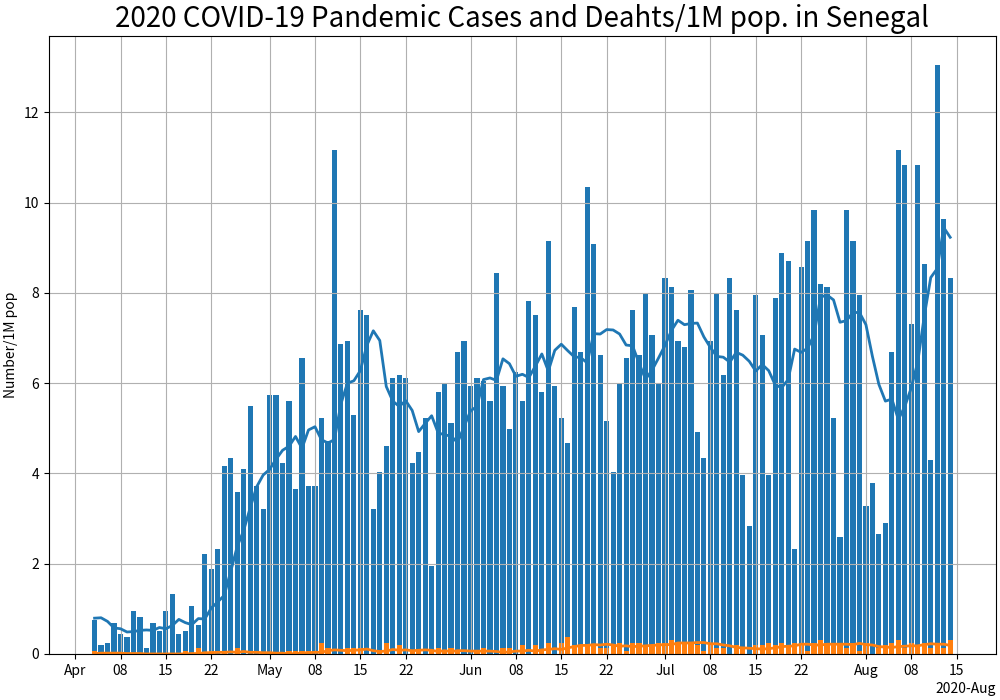 2020 COVID-19 Pandemic Cases and Deahts/1M pop. in Senegal
Number/1M pop
12
10
8
6
4
2
0
Apr 08 15 22 May 08 15 22 Jun 08 15 22 Jul 08 15 22 Aug 08 15
2020-Aug